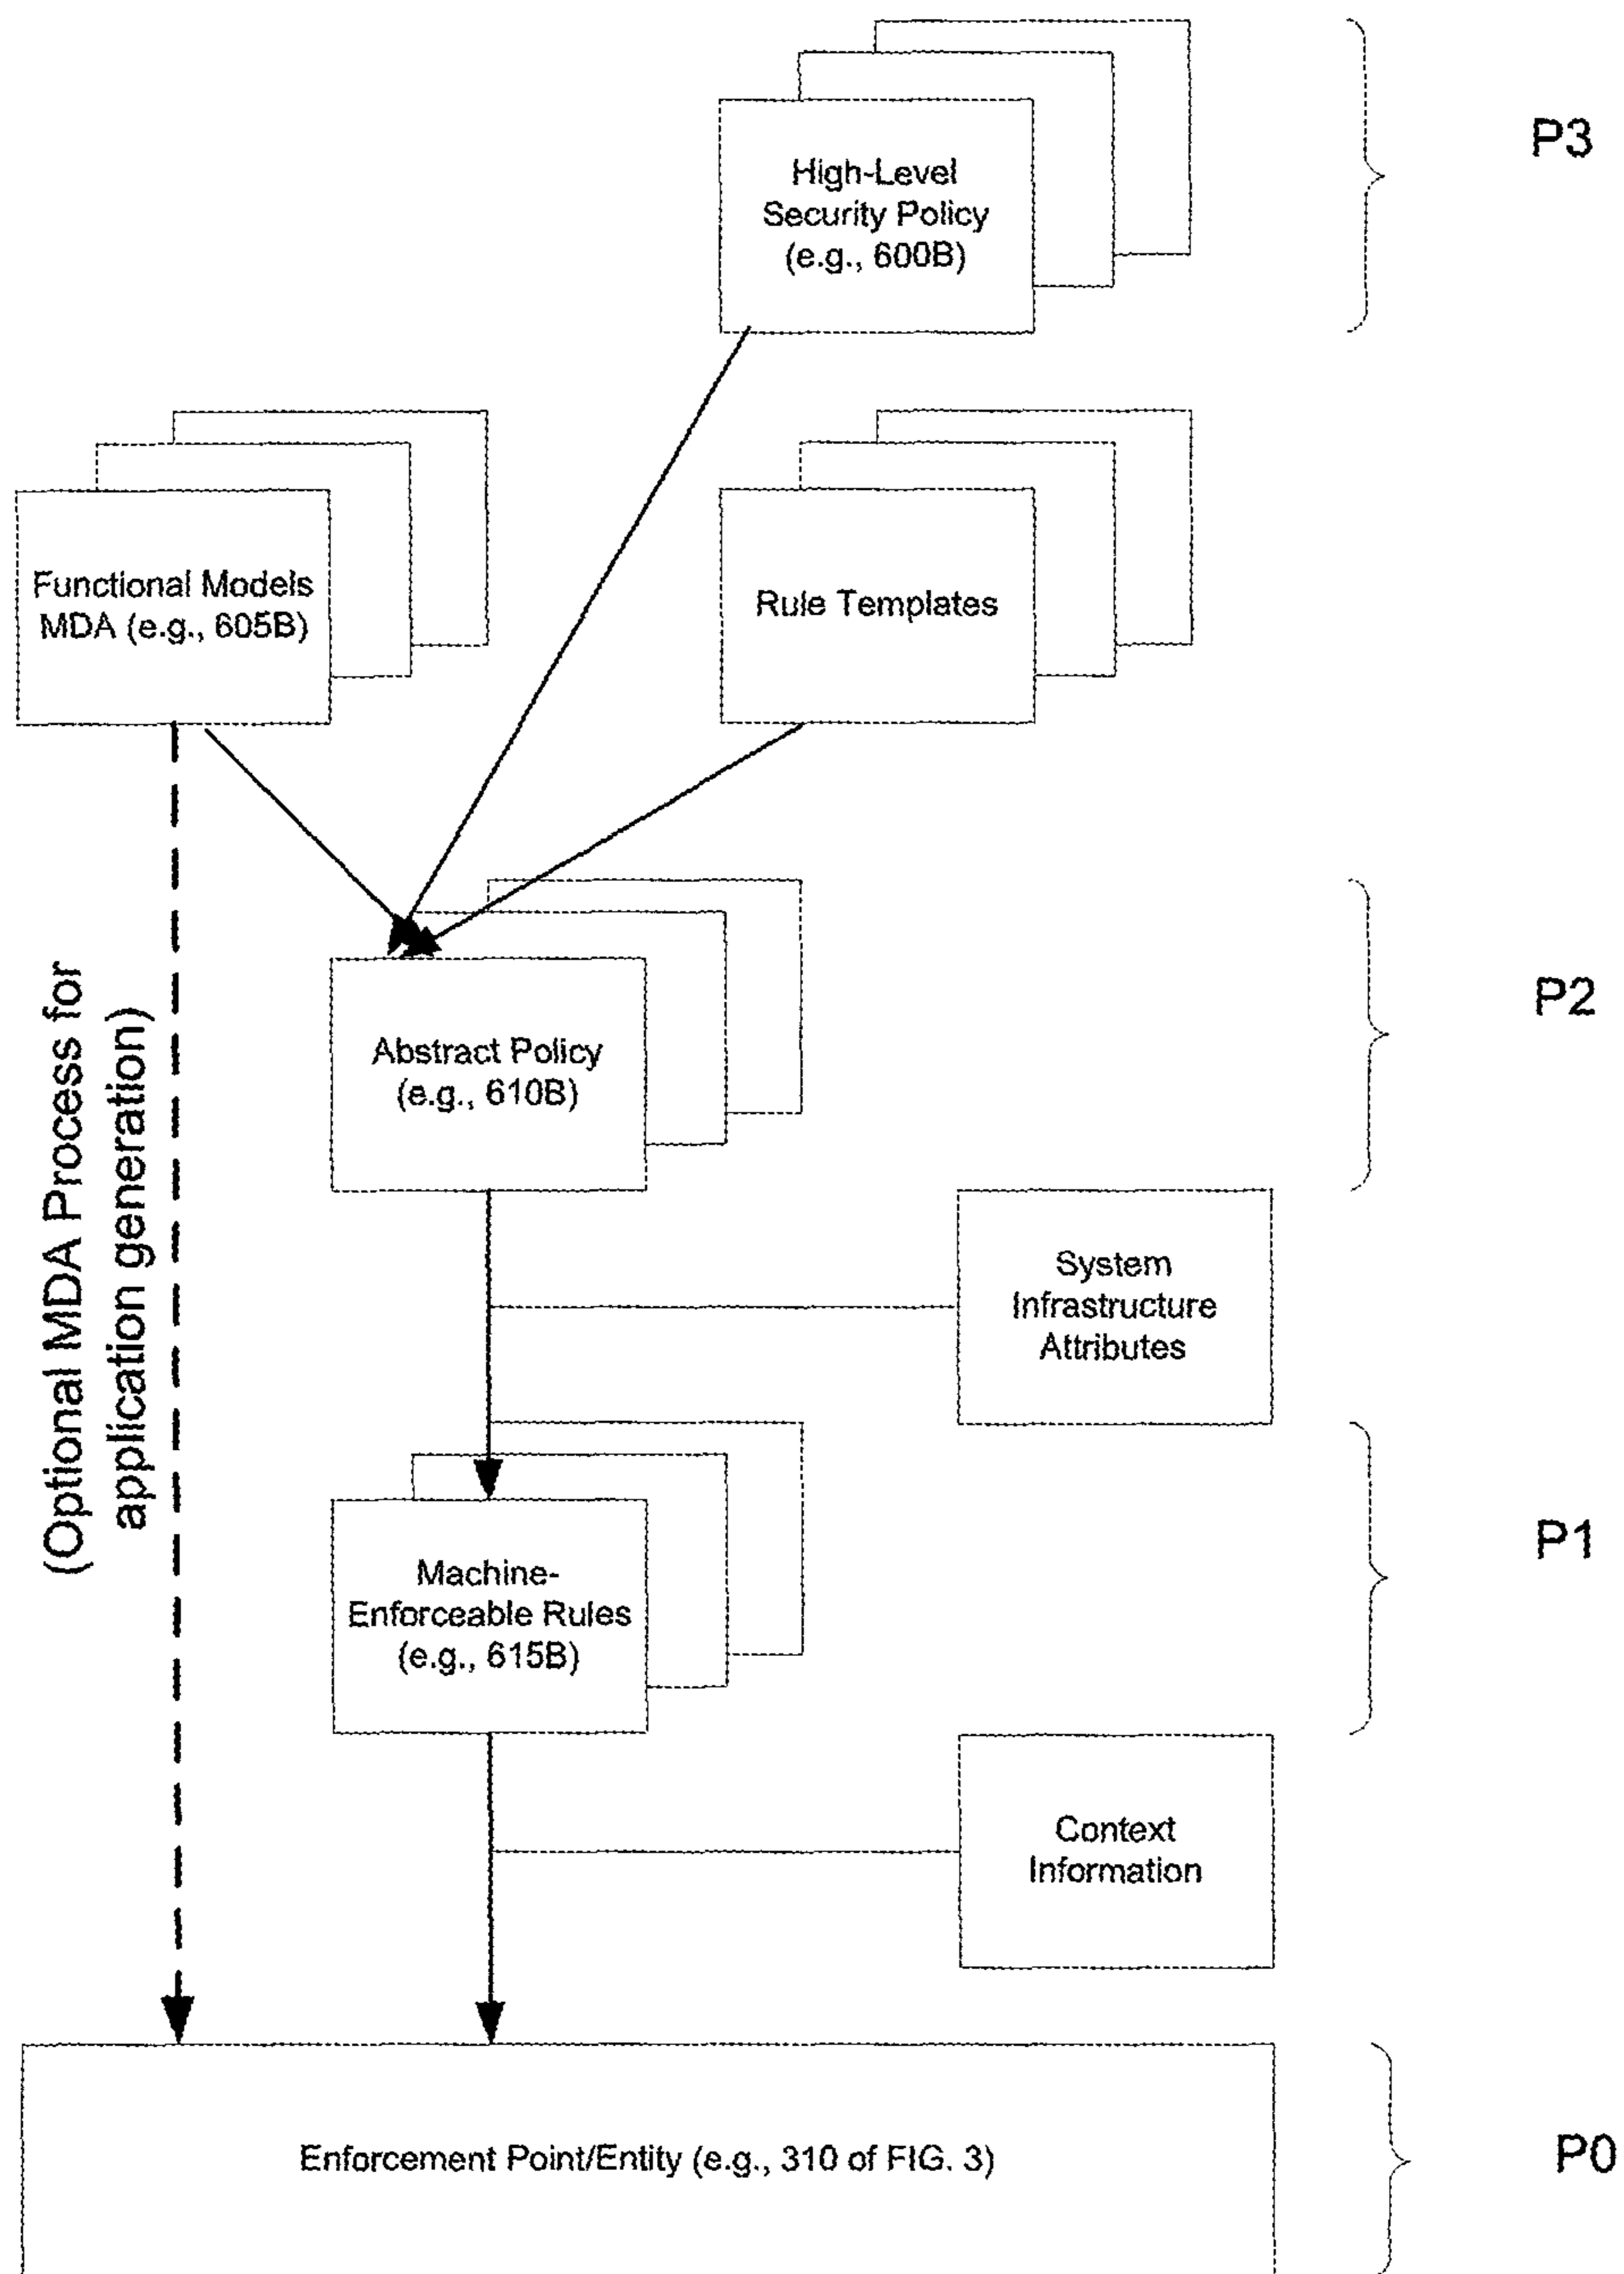 P3
High-Level
Security Policy
(e.g., 600B)
Functional Models
MDA (e.g., 605B)
Rule Templates
(Optional MDA Process for
application generation)
P2
Abstract Policy
(e.g., 610B)
System
Infrastructure
Attributes
P1
Machine-
Enforceable Rules
(e.g., 615B)
Context
Information
Enforcement Point/Entity (e.g., 310 of FIG. 3)
P0